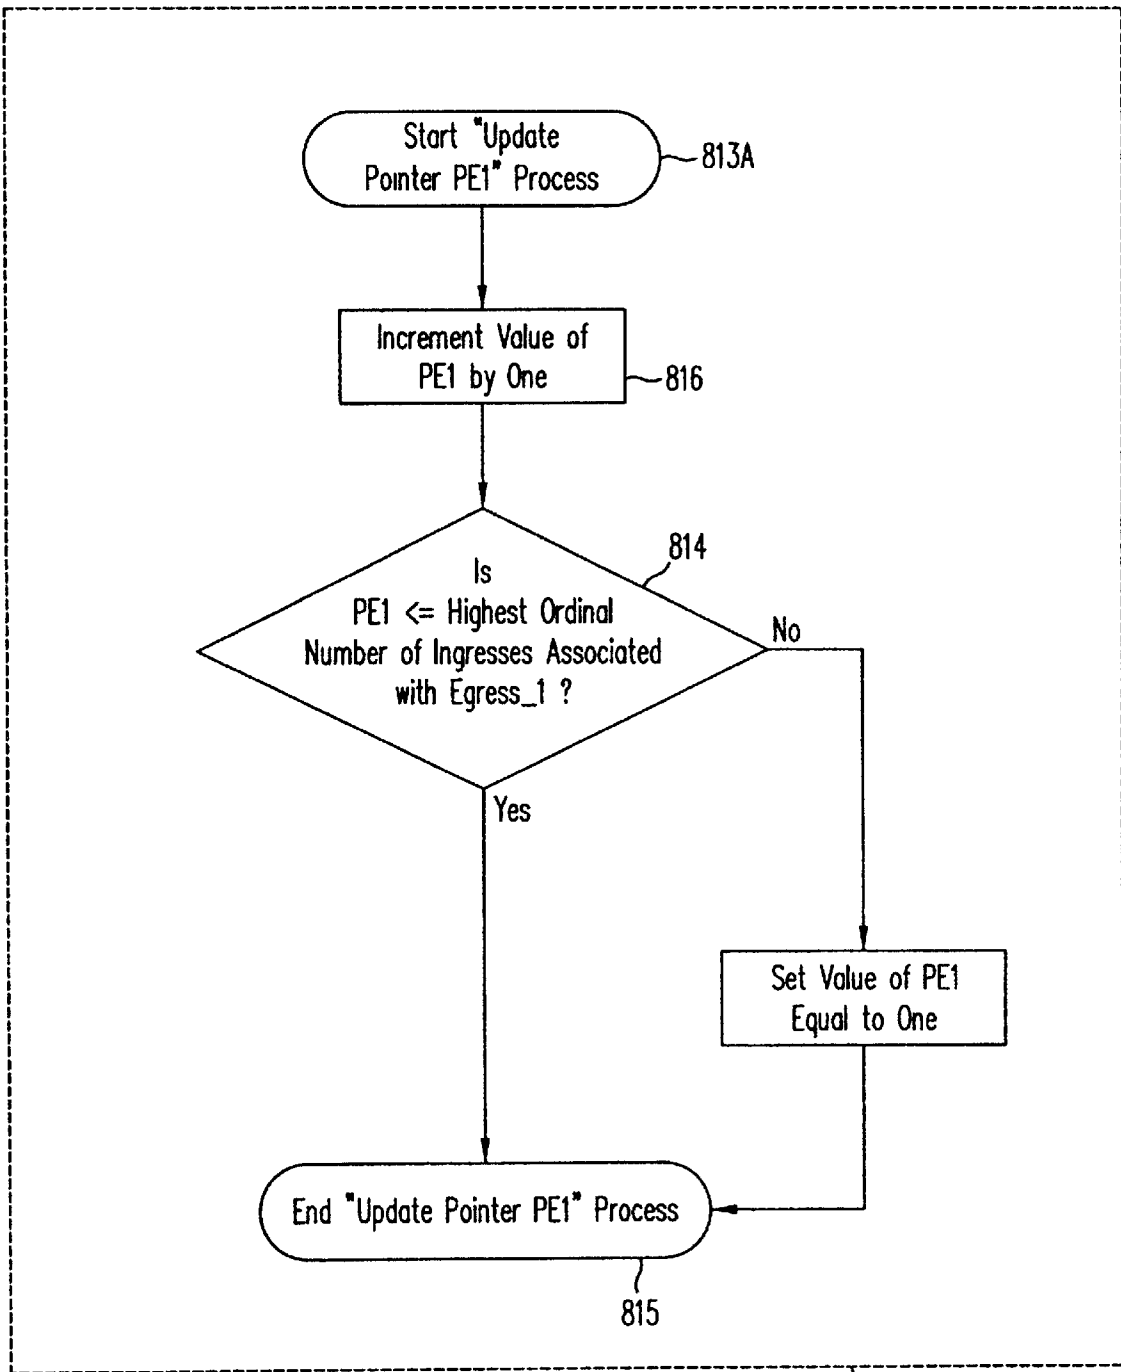 Start "Update
Pointer PE1" Process
813A
Increment Value of
PE1 by One
816
814
Is
PE1 <= Highest Ordinal
Number of Ingresses Associated
with Egress_1 ?
No
Yes
Set Value of PE1
Equal to One
End "Update Pointer PE1" Process
815